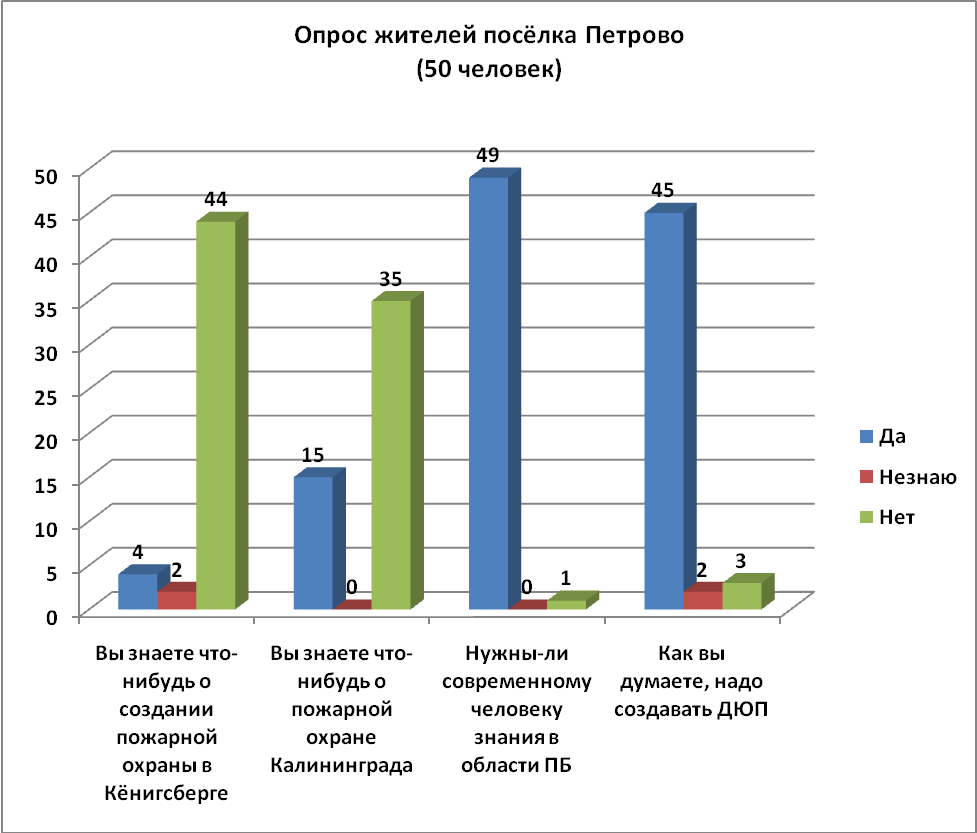 Опрос жителей посёлка Петрово
(50 человек)
50
45
40
35
30
25
20
15
10
5
0
4
2
44
15
0
35
49
0
1
45
2
3
Вы знаете что-
нибудь о
создании
пожарной
охраны в
Кёнигсберге
Вы знаете что-
нибудь о
пожарной
охране
Калининграда
Нужны-ли
современному
человеку
знания в
области ПБ
Как вы
думаете, надо
создавать ДЮП
Да
Незнаю
Нет